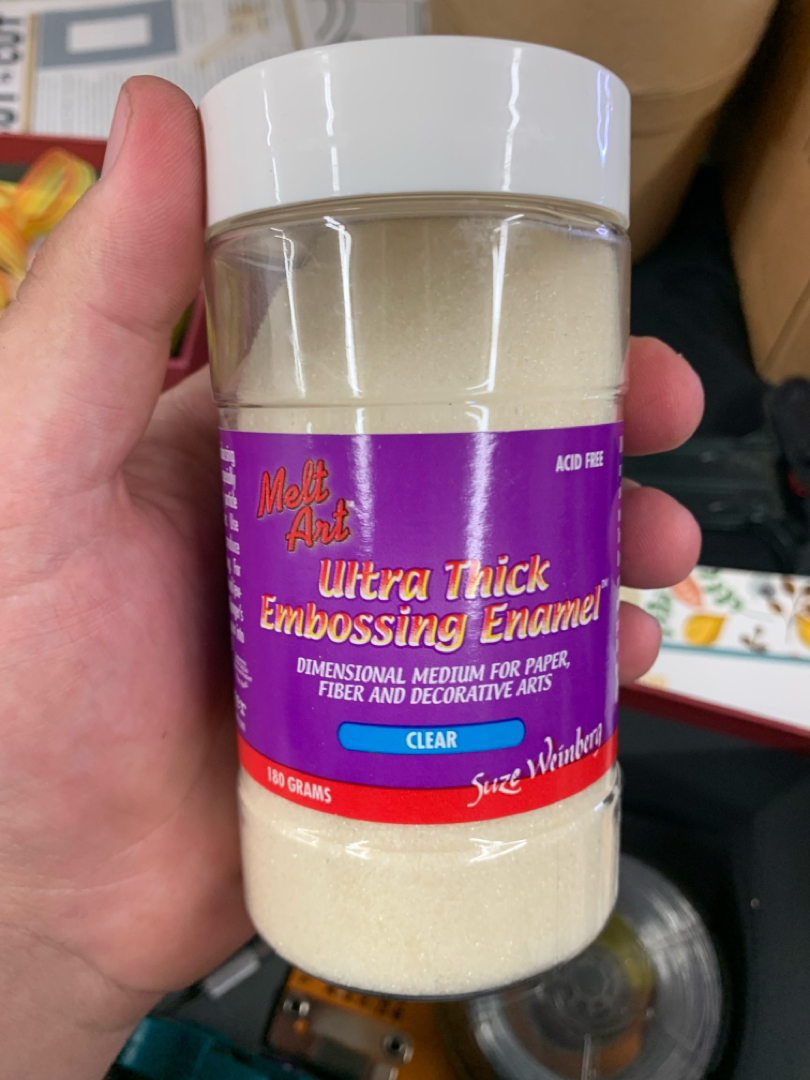 ACID FREE
Melt
Art™
Ultra Thick
Embossing Enamel™
DIMENSIONAL MEDIUM FOR PAPER,
FIBER AND DECORATIVE ARTS
CLEAR
180 GRAMS
Suze Weinberg